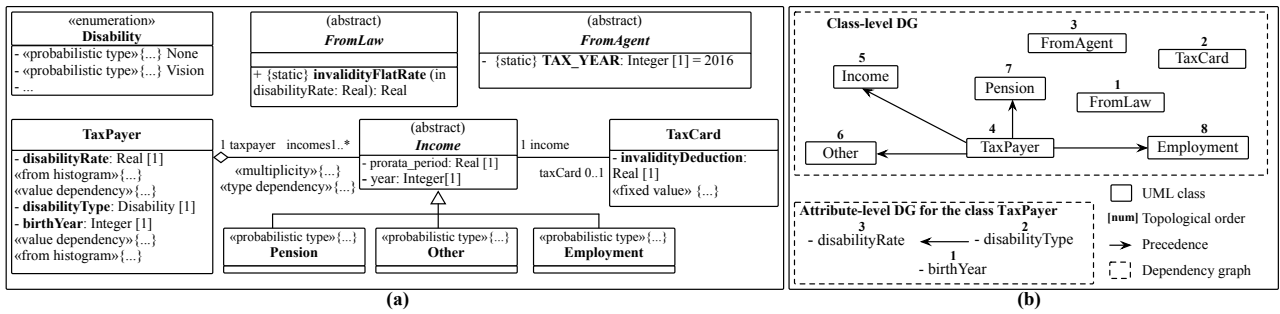 «enumeration»
Disability
- «probabilistic type»{...} None
- «probabilistic type»{...} Vision
- ...
(abstract)
FromLaw
+ {static} invalidityFlatRate (in
disabilityRate: Real): Real
(abstract)
FromAgent
- {static} TAX_YEAR: Integer [1] = 2016
TaxPayer
- disabilityRate: Real [1]
«from histogram»{...}
«value dependency»{...}
- disabilityType: Disability [1]
- birthYear: Integer [1]
«value dependency»{...}
«from histogram»{...}
1 taxpayer incomes1..*
«multiplicity»{...}
«type dependency»{...}
(abstract)
Income
- prorata_period: Real [1]
- year: Integer[1]
1 income
taxCard 0..1
TaxCard
- invalidityDeduction:
Real [1]
«fixed value» {...}
«probabilistic type»{...}
Pension
«probabilistic type»{...}
Other
«probabilistic type»{...}
Employment
(a)
Class-level DG
3
FromAgent
2
TaxCard
5
Income
7
Pension
1
FromLaw
6
Other
4
TaxPayer
8
Employment
Attribute-level DG for the class TaxPayer
3
- disabilityRate
2
- disabilityType
1
- birthYear
UML class
[num] Topological order
Precedence
Dependency graph
(b)